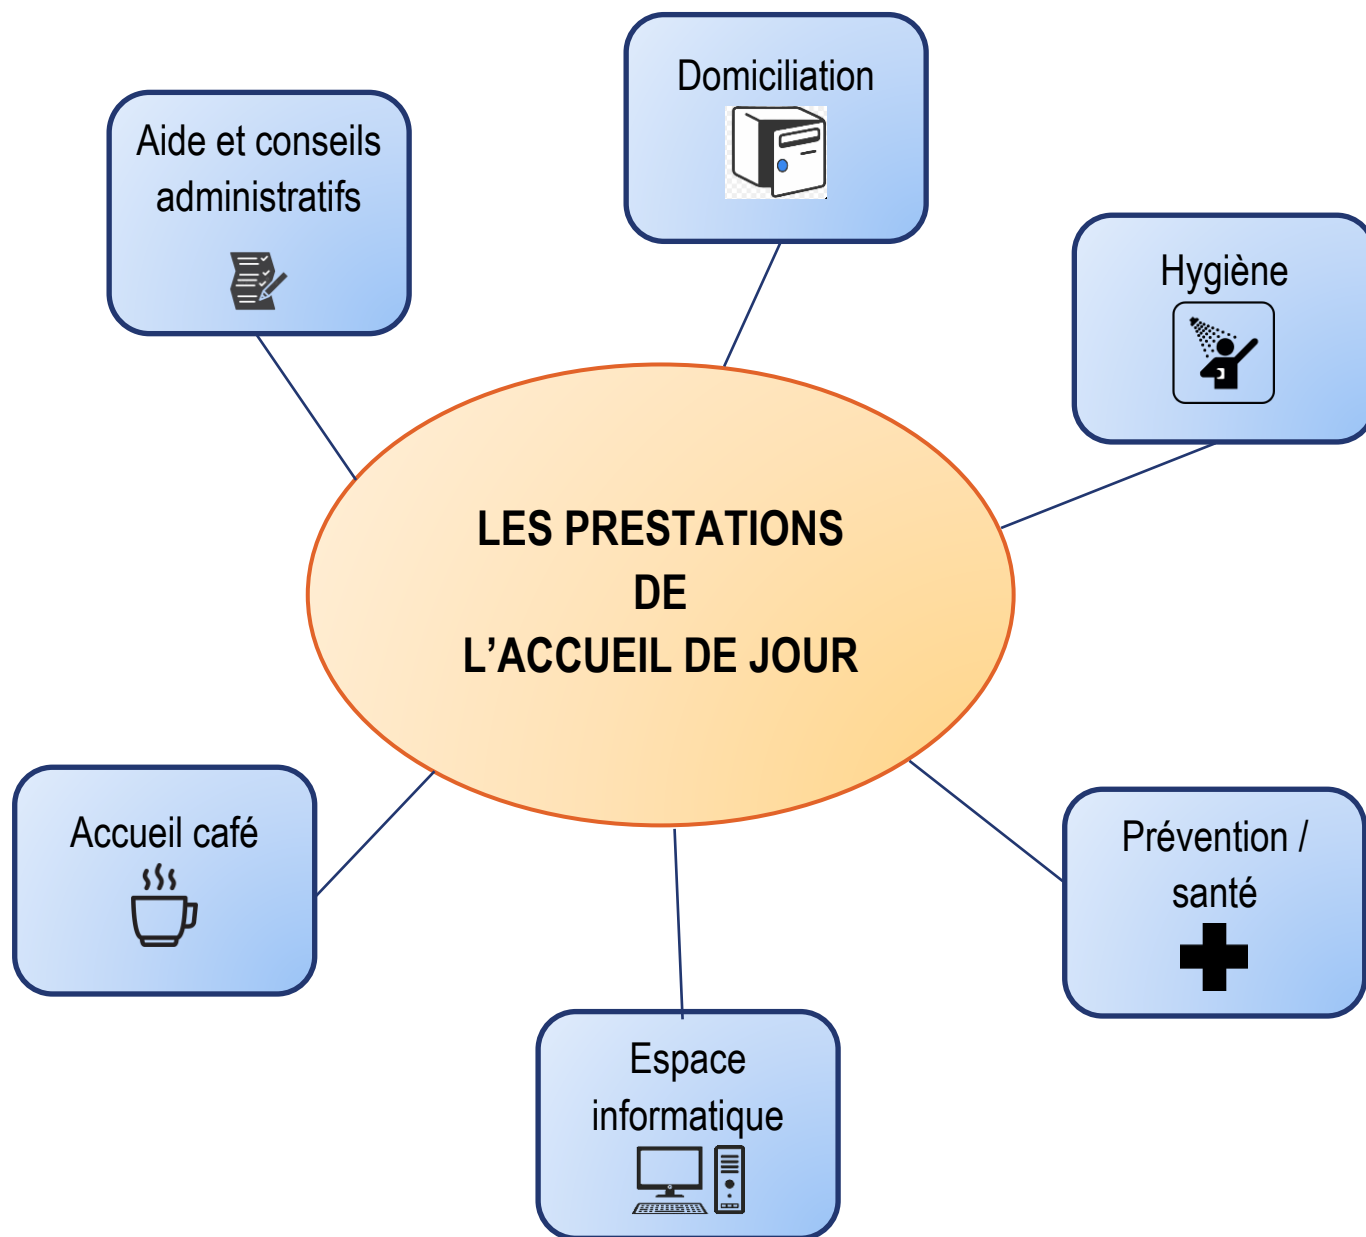 Domiciliation
Aide et conseils
administratifs
Hygiène
LES PRESTATIONS
DE
L’ACCUEIL DE JOUR
Accueil café
Prévention /
santé
Espace
informatique